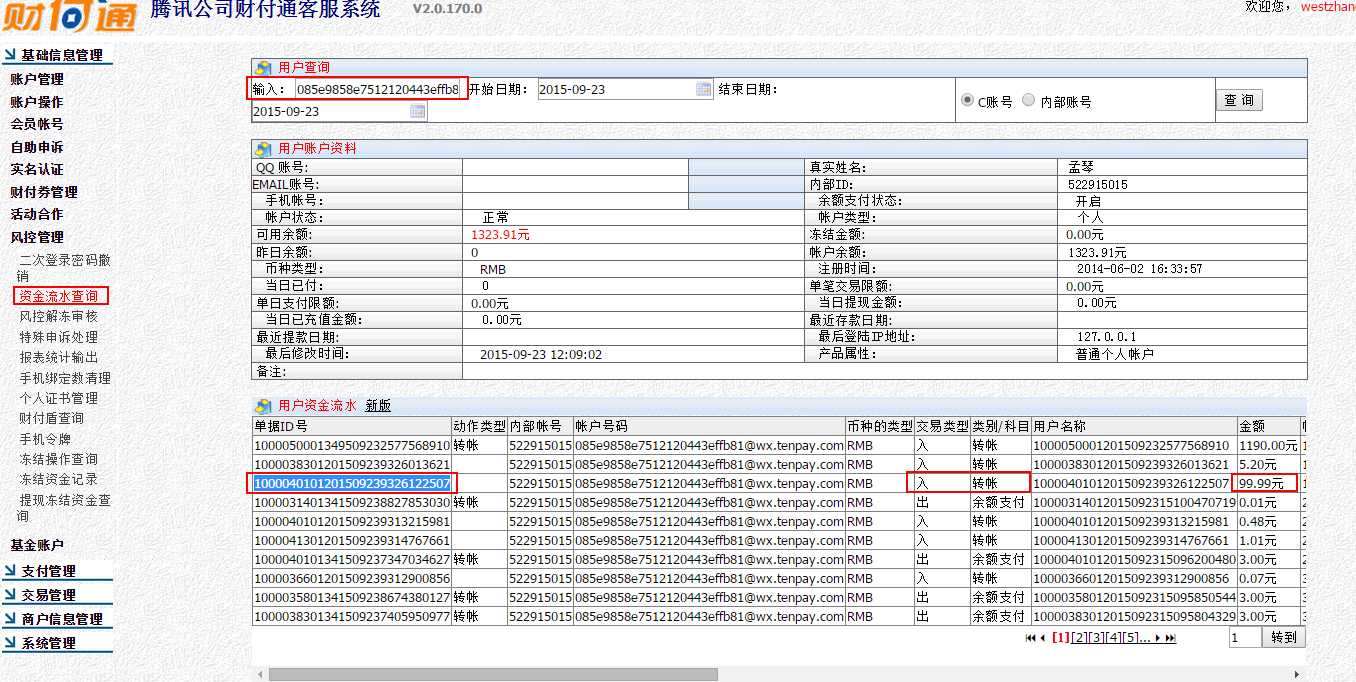 财付通 腾讯公司财付通客服系统 V2.0.170.0 欢迎您， westzhan
基础信息管理
账户管理
账户操作
会员帐号
自助申诉
实名认证
财付券管理
活动合作
风控管理
二次登录密码撤
销
资金流水查询
风控解冻审核
特殊申诉处理
报表统计输出
手机绑定数清理
个人证书管理
财付盾查询
手机令牌
冻结操作查询
冻结资金记录
提现冻结资金查
询
基金账户
支付管理
交易管理
商户信息管理
系统管理
用户查询
输入： 085e9858e7512120443effb8 开始日期： 2015-09-23 结束日期：
2015-09-23
C账号 内部账号 查 询
用户账户资料
QQ 账号: 真实姓名: 孟琴
EMAIL账号: 内部ID: 522915015
手机帐号: 余额支付状态: 开启
帐户状态: 正常 帐户类型: 个人
可用余额: 1323.91元 冻结金额: 0.00元
昨日余额: 0 帐户余额: 1323.91元
币种类型: RMB 注册时间: 2014-06-02 16:33:57
当日已付: 0 单笔交易限额: 0.00元
单日支付限额: 0.00元 当日提现金额: 0.00元
当日已充值金额: 0.00元 最近存款日期:
最近提款日期: 最后登陆IP地址: 127.0.0.1
最后修改时间: 2015-09-23 12:09:02 产品属性: 普通个人帐户
备注:
用户资金流水 新版
单据ID号 动作类型 内部帐号 帐户号码 币种的类型 交易类型 类别/科目 用户名称 金额
1000050001349509232577568910 转帐 522915015 085e9858e7512120443effb81@wx.tenpay.com RMB 入 转帐 1000050001201509232577568910 1190.00元 1
1000038301201509239326013621 522915015 085e9858e7512120443effb81@wx.tenpay.com RMB 入 转帐 1000038301201509239326013621 5.20元 1
1000040101201509239326122507 522915015 085e9858e7512120443effb81@wx.tenpay.com RMB 入 转帐 1000040101201509239326122507 99.99元 1
1000031401341509238827853030 转帐 522915015 085e9858e7512120443effb81@wx.tenpay.com RMB 出 余额支付 1000031401201509231510047071​9 0.01元 2
1000040101201509239313215981 522915015 085e9858e7512120443effb81@wx.tenpay.com RMB 入 转帐 1000040101201509239313215981 0.48元 2
1000041301201509239314767661 522915015 085e9858e7512120443effb81@wx.tenpay.com RMB 入 转帐 1000041301201509239314767661 1.01元 2
1000040101341509237347034627 转帐 522915015 085e9858e7512120443effb81@wx.tenpay.com RMB 出 余额支付 1000040101201509231509620048​0 3.00元 2
1000036601201509239312900856 522915015 085e9858e7512120443effb81@wx.tenpay.com RMB 入 转帐 1000036601201509239312900856 0.07元 3
1000035801341509238674380127 转帐 522915015 085e9858e7512120443effb81@wx.tenpay.com RMB 出 余额支付 1000035801201509231509585054​4 3.00元 3
1000038301341509237405950977 转帐 522915015 085e9858e7512120443effb81@wx.tenpay.com RMB 出 余额支付 1000038301201509231509580432​9 3.00元 3
[1][2][3][4][5]... 1 转到